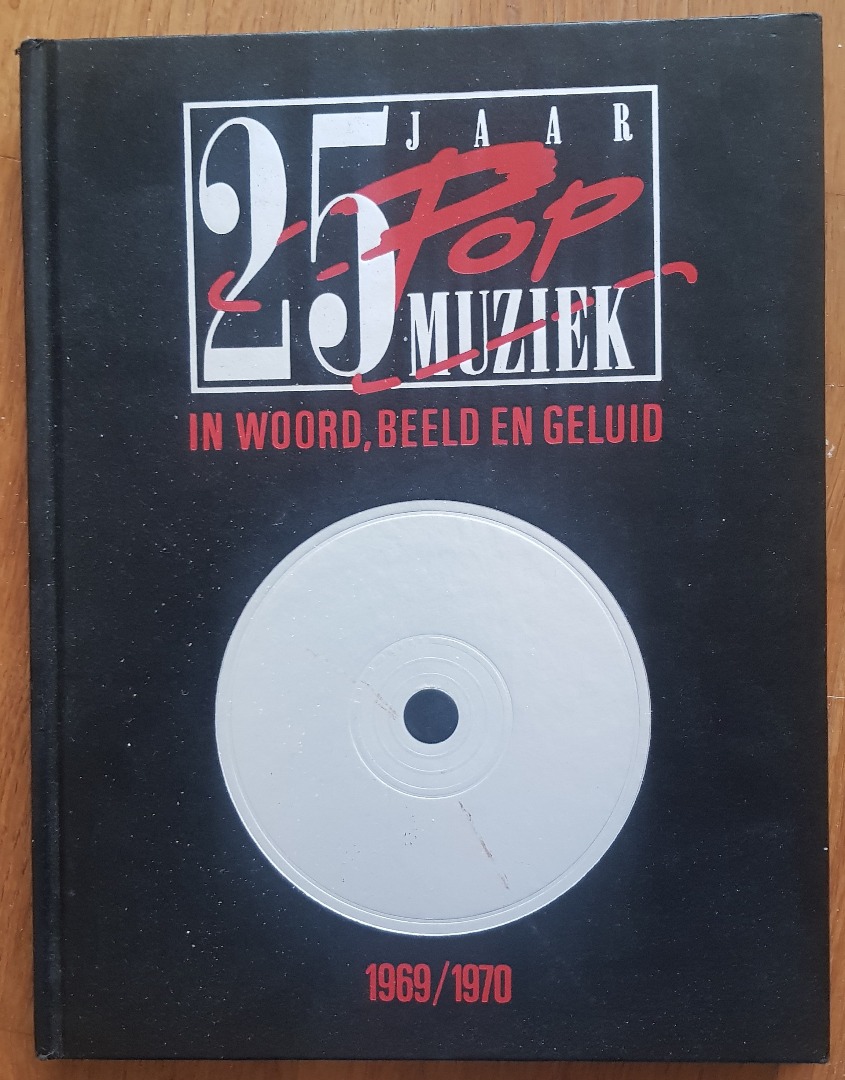 25 JAAR
Pop
MUZIEK
IN WOORD, BEELD EN GELUID
1969/1970